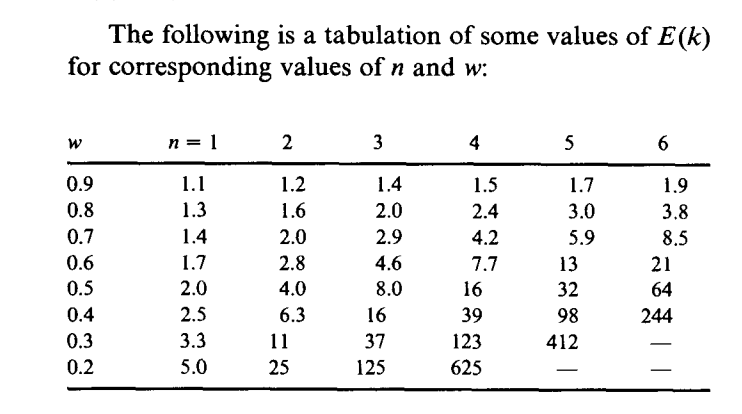 The following is a tabulation of some values of E(k)
for corresponding values of n and w:
w n = 1 2 3 4 5 6
0.9 1.1 1.2 1.4 1.5 1.7 1.9
0.8 1.3 1.6 2.0 2.4 3.0 3.8
0.7 1.4 2.0 2.9 4.2 5.9 8.5
0.6 1.7 2.8 4.6 7.7 13 21
0.5 2.0 4.0 8.0 16 32 64
0.4 2.5 6.3 16 39 98 244
0.3 3.3 11 37 123 412 —
0.2 5.0 25 125 625 — —